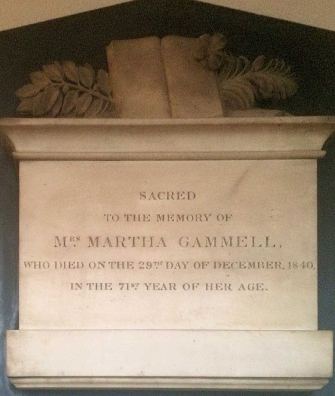 SACRED
TO THE MEMORY OF
MRS. MARTHA GAMMELL,
WHO DIED ON THE 29TH DAY OF DECEMBER, 1840,
IN THE 71ST YEAR OF HER AGE.